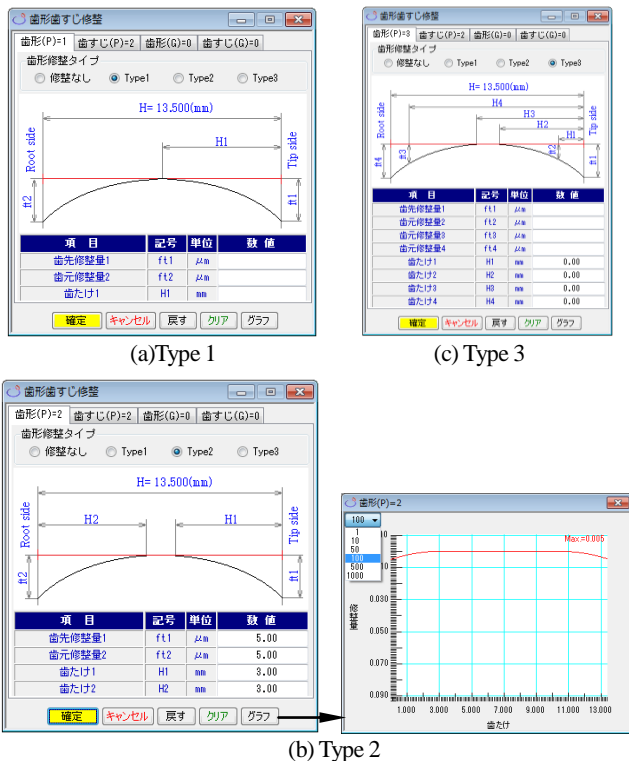 歯形歯すじ修整
歯形(P)=1 歯すじ(P)=2 歯形(G)=0 歯すじ(G)=0
歯形修整タイプ
修整なし Type1 Type2 Type3
H= 13.500(mm)
H1
Root side
Tip side
ft2
ft1
項 目 記号 単位 数 値
歯先修整量1 ft1 μm
歯元修整量2 ft2 μm
歯たけ1 H1 mm
確定 キャンセル 戻す クリア グラフ
(a)Type 1
歯形歯すじ修整
歯形(P)=3 歯すじ(P)=2 歯形(G)=0 歯すじ(G)=0
歯形修整タイプ
修整なし Type1 Type2 Type3
H= 13.500(mm)
H4
H3
H2
H1
Root side
Tip side
ft4
ft3
ft2
ft1
項 目 記号 単位 数 値
歯先修整量1 ft1 μm
歯先修整量2 ft2 μm
歯元修整量3 ft3 μm
歯元修整量4 ft4 μm
歯たけ1 H1 mm 0.00
歯たけ2 H2 mm 0.00
歯たけ3 H3 mm 0.00
歯たけ4 H4 mm 0.00
確定 キャンセル 戻す クリア グラフ
(c) Type 3
歯形歯すじ修整
歯形(P)=2 歯すじ(P)=2 歯形(G)=0 歯すじ(G)=0
歯形修整タイプ
修整なし Type1 Type2 Type3
H= 13.500(mm)
H2 H1
Root side
Tip side
ft2
ft1
項 目 記号 単位 数 値
歯先修整量1 ft1 μm 5.00
歯元修整量2 ft2 μm 5.00
歯たけ1 H1 mm 3.00
歯たけ2 H2 mm 3.00
確定 キャンセル 戻す クリア グラフ
歯形(P)=2
100
1
10
50
100
500
1000
Max=0.005
修整量
0.030
0.050
0.070
0.090
1.000 3.000 5.000 7.000 9.000 11.000 13.000
歯たけ
(b) Type 2